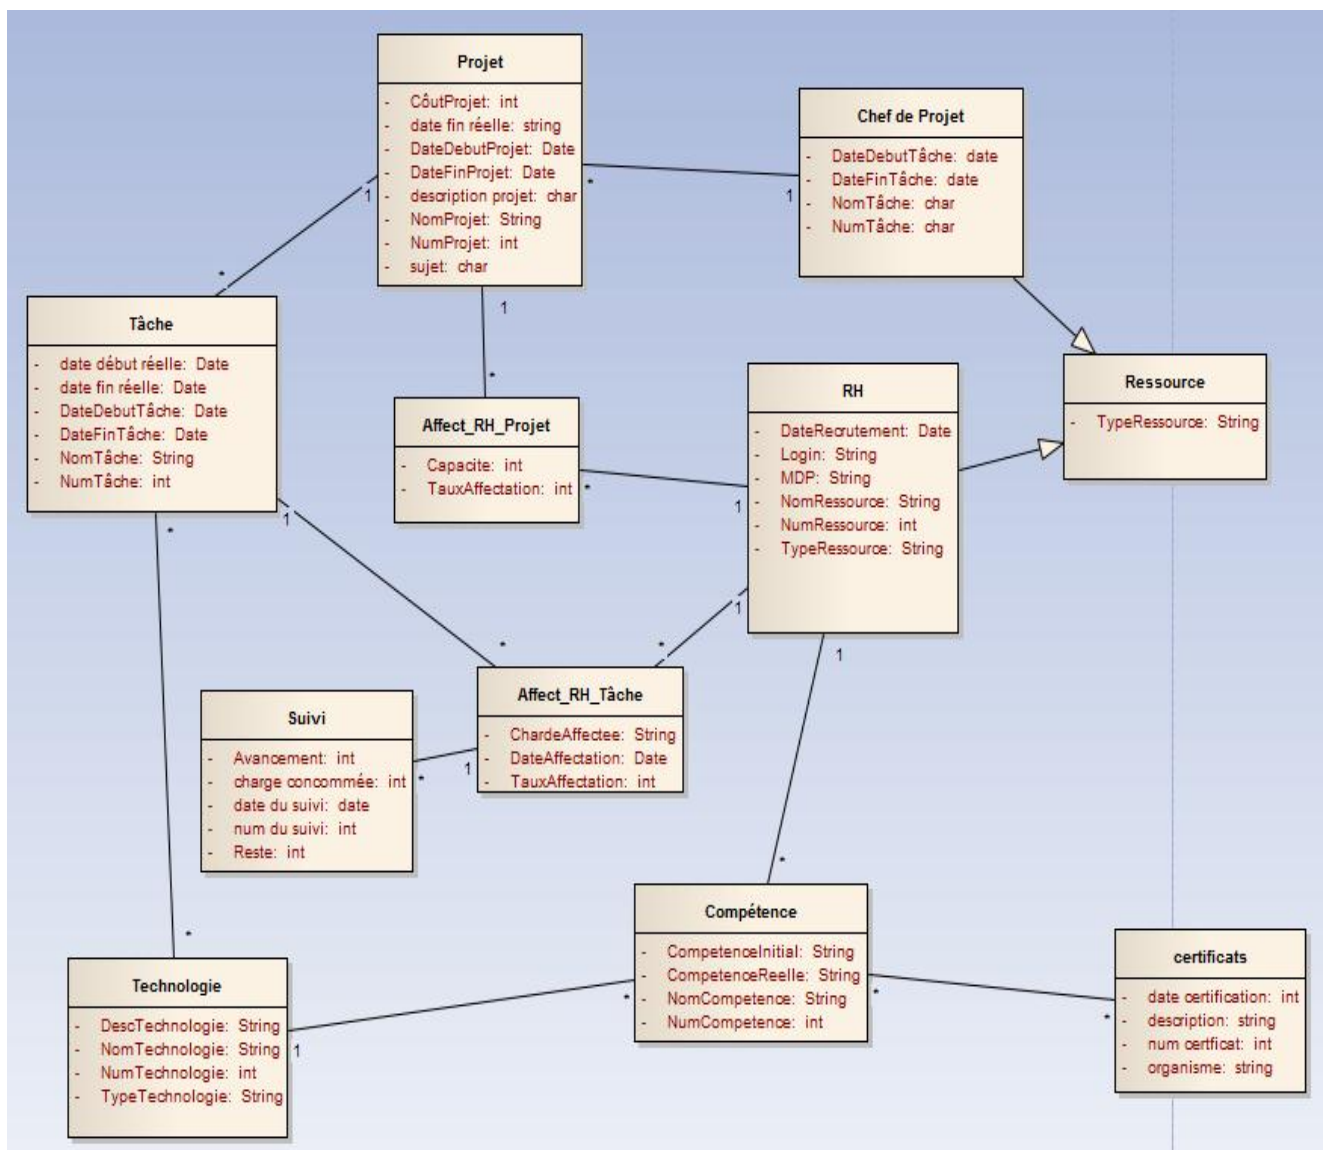 Projet
- CôutProjet: int
- date fin réelle: string
- DateDebutProjet: Date
- DateFinProjet: Date
- description projet: char
- NomProjet: String
- NumProjet: int
- sujet: char
Chef de Projet
- DateDebutTâche: date
- DateFinTâche: date
- NomTâche: char
- NumTâche: char
*
1
1
*
1
*
Tâche
- date début réelle: Date
- date fin réelle: Date
- DateDebutTâche: Date
- DateFinTâche: Date
- NomTâche: String
- NumTâche: int
Affect_RH_Projet
- Capacite: int
- TauxAffectation: int
RH
- DateRecrutement: Date
- Login: String
- MDP: String
- NomRessource: String
- NumRessource: int
- TypeRessource: String
Ressource
- TypeRessource: String
*
1
*
1
*
1
*
1
Suivi
- Avancement: int
- charge concommée: int
- date du suivi: date
- num du suivi: int
- Reste: int
Affect_RH_Tâche
- ChardeAffectee: String
- DateAffectation: Date
- TauxAffectation: int
*
1
1
*
*
Technologie
- DescTechnologie: String
- NomTechnologie: String
- NumTechnologie: int
- TypeTechnologie: String
Compétence
- CompetenceInitial: String
- CompetenceReelle: String
- NomCompetence: String
- NumCompetence: int
certificats
- date certification: int
- description: string
- num certficat: int
- organisme: string
1
*
*
*